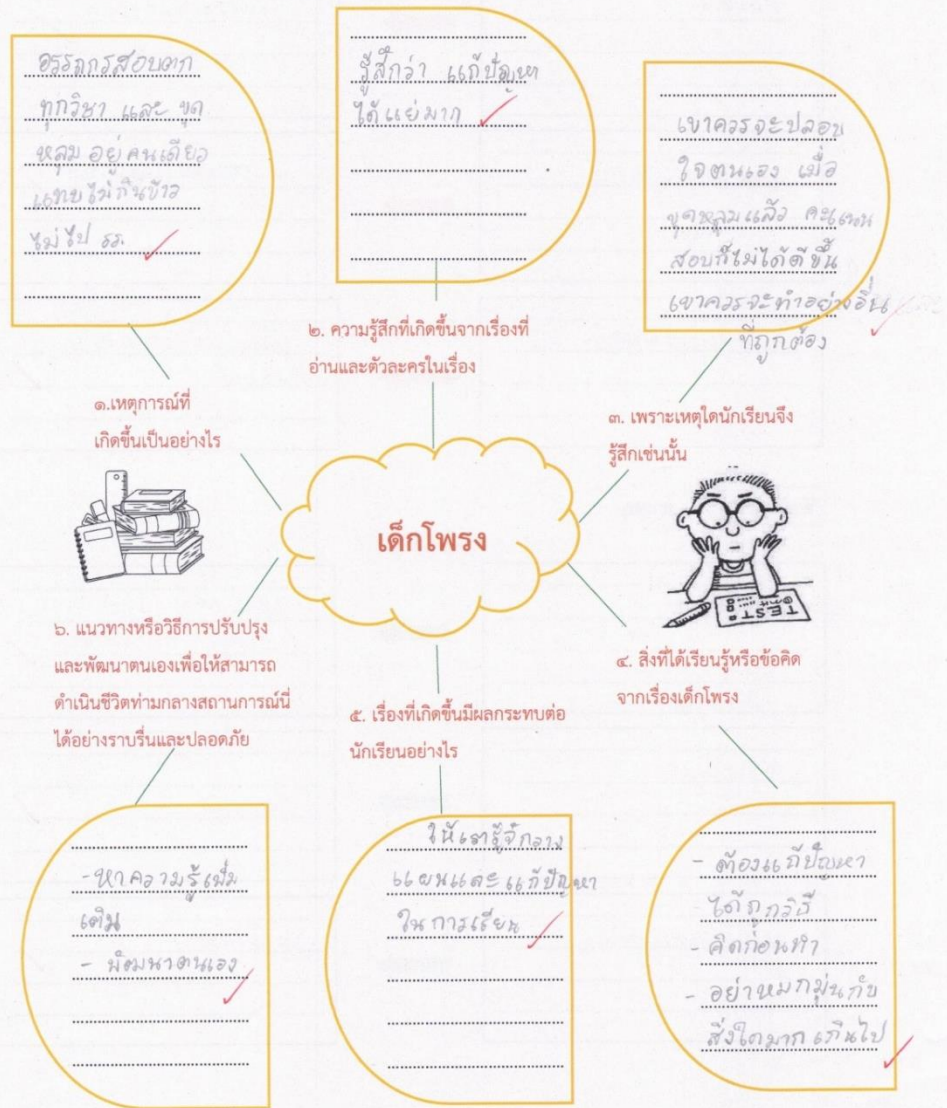 อรรถกรสอบตก
ทุกวิชา และ ขุด
หลุม อยู่คนเดียว
แทบไม่กินข้าว
ไม่ไป รร.
รู้สึกว่า แก้ปัญหา
ได้แย่มาก
เขาควรจะปลอบ
ใจตนเอง เมื่อ
ขุดหลุมแล้ว คะแนน
สอบก็ไม่ได้ดีขึ้น
เขาควรจะทำอย่างอื่น
ที่ถูกต้อง
๑.เหตุการณ์ที่
เกิดขึ้นเป็นอย่างไร
๒. ความรู้สึกที่เกิดขึ้นจากเรื่องที่
อ่านและตัวละครในเรื่อง
๓. เพราะเหตุใดนักเรียนจึง
รู้สึกเช่นนั้น
เด็กโพรง
TEST
๖. แนวทางหรือวิธีการปรับปรุง
และพัฒนาตนเองเพื่อให้สามารถ
ดำเนินชีวิตท่ามกลางสถานการณ์นี้
ได้อย่างราบรื่นและปลอดภัย
๕. เรื่องที่เกิดขึ้นมีผลกระทบต่อ
นักเรียนอย่างไร
๔. สิ่งที่ได้เรียนรู้หรือข้อคิด
จากเรื่องเด็กโพรง
-หาความรู้เพิ่ม
เติม
- พัฒนาตนเอง
ให้เรารู้จักวาง
แผนและแก้ปัญหา
ในการเรียน
- ต้องแก้ปัญหา
ได้ถูกวิธี
- คิดก่อนทำ
- อย่าหมกมุ่นกับ
สิ่งใดมากเกินไป